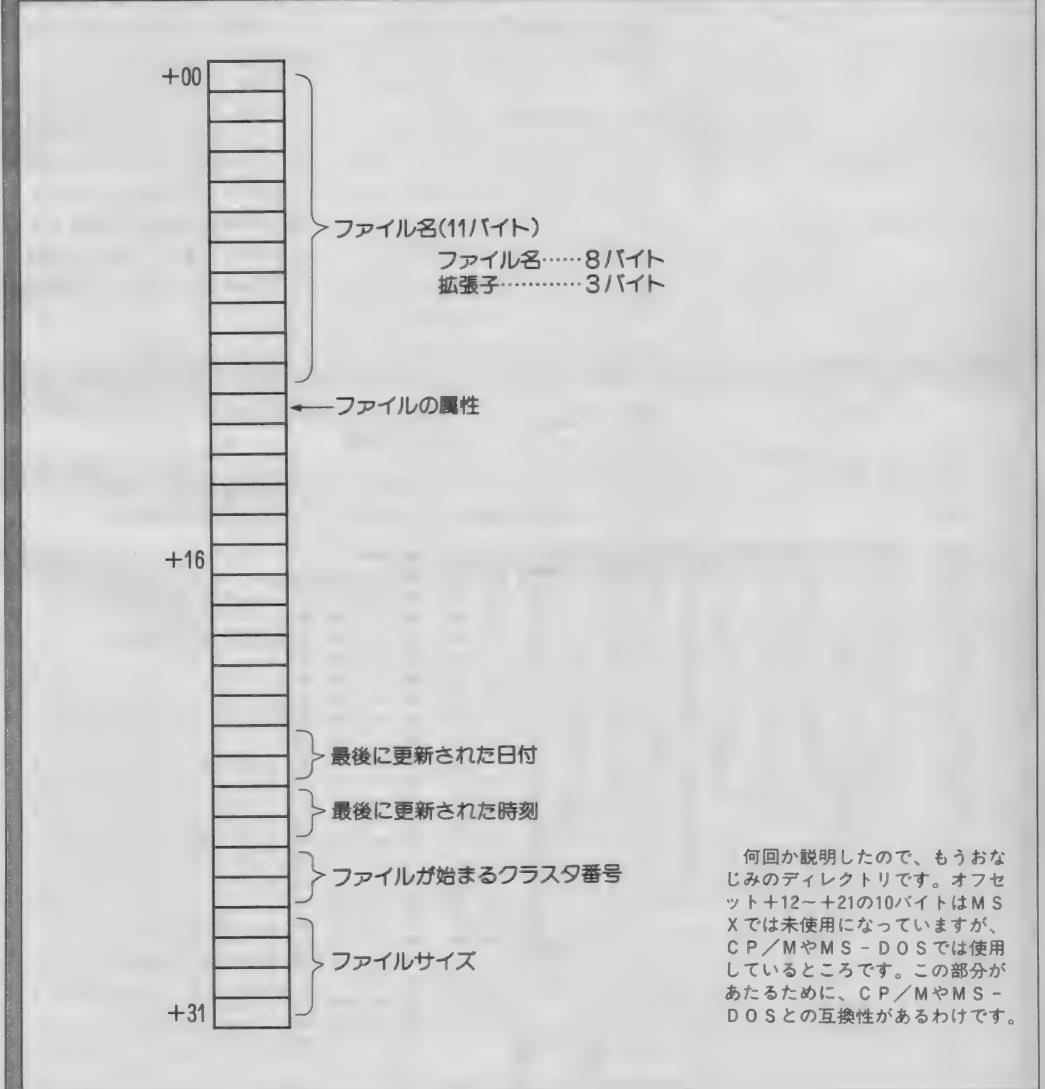 +00
ファイル名(11バイト)
ファイル名……8バイト
拡張子…………3バイト
ファイルの属性
+16
最後に更新された日付
最後に更新された時刻
ファイルが始まるクラスタ番号
ファイルサイズ
+31
何回か説明したので、もうおな
じみのディレクトリです。オフセ
ット+12〜+21の10バイトはMS
Xでは未使用になっていますが、
CP/MやMS-DOSでは使用
しているところです。この部分が
あたるために、CP/MやMS-
DOSとの互換性があるわけです。